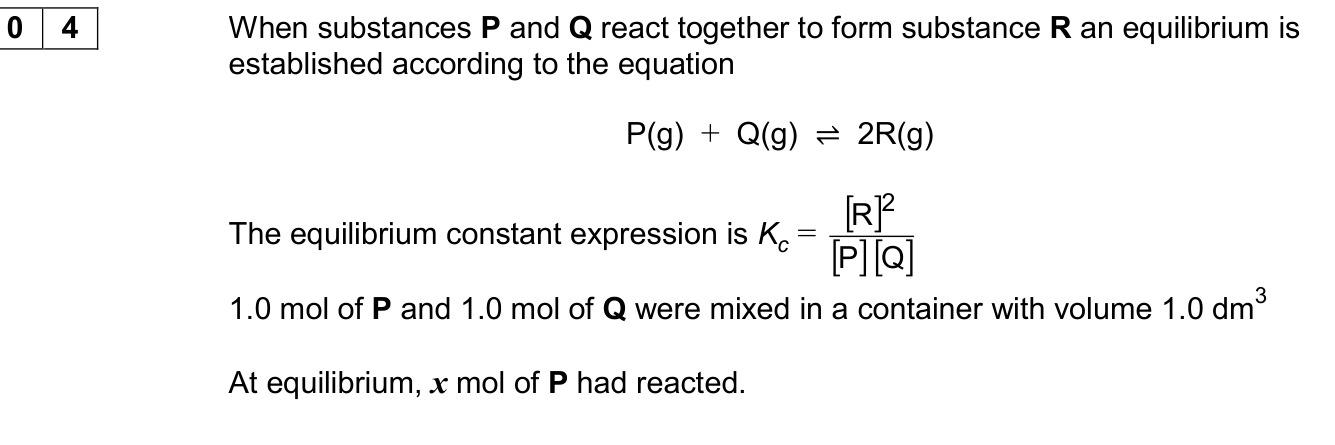 0 4
When substances P and Q react together to form substance R an equilibrium is
established according to the equation
P(g) + Q(g) ⇌ 2R(g)
The equilibrium constant expression is K_c = [R]² / [P][Q]
1.0 mol of P and 1.0 mol of Q were mixed in a container with volume 1.0 dm³
At equilibrium, x mol of P had reacted.